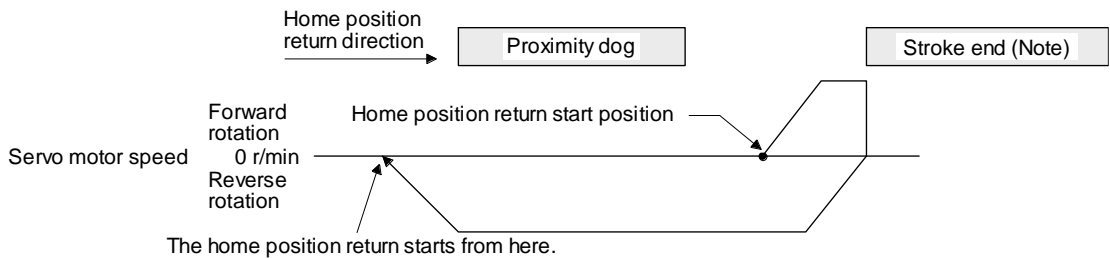 Home position
return direction
Proximity dog
Stroke end (Note)
Forward
rotation
Home position return start position
Servo motor speed 0 r/min
Reverse
rotation
The home position return starts from here.